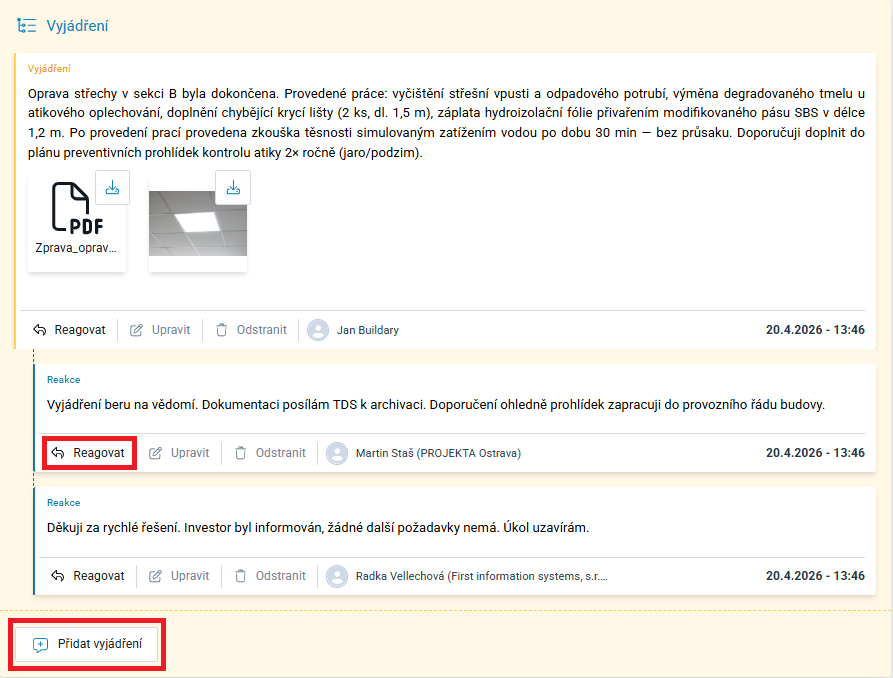 Vyjádření
Vyjádření
Oprava střechy v sekci B byla dokončena. Provedené práce: vyčištění střešní vpusti a odpadového potrubí, výměna degradovaného tmelu u
atikového oplechování, doplnění chybějící krycí lišty (2 ks, dl. 1,5 m), záplata hydroizolační fólie přivařením modifikovaného pásu SBS v délce
1,2 m. Po provedení prací provedena zkouška těsnosti simulovaným zatížením vodou po dobu 30 min — bez průsaku. Doporučuji doplnit do
plánu preventivních prohlídek kontrolu atiky 2× ročně (jaro/podzim).
PDF
Zprava_oprav...
Reagovat Upravit Odstranit Jan Buildary 20.4.2026 - 13:46
Reakce
Vyjádření beru na vědomí. Dokumentaci posílám TDS k archivaci. Doporučení ohledně prohlídek zapracuji do provozního řádu budovy.
Reagovat Upravit Odstranit Martin Staš (PROJEKTA Ostrava) 20.4.2026 - 13:46
Reakce
Děkuji za rychlé řešení. Investor byl informován, žádné další požadavky nemá. Úkol uzavírám.
Reagovat Upravit Odstranit Radka Vellechová (First information systems, s.r.... 20.4.2026 - 13:46
Přidat vyjádření